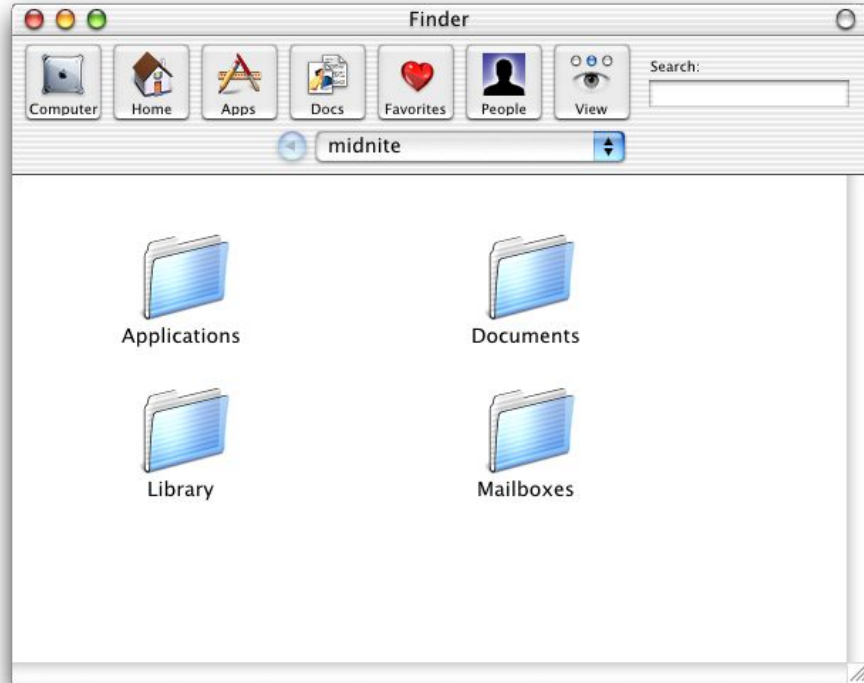 Finder
Computer Home Apps Docs Favorites People View Search:
midnite
Applications Documents
Library Mailboxes